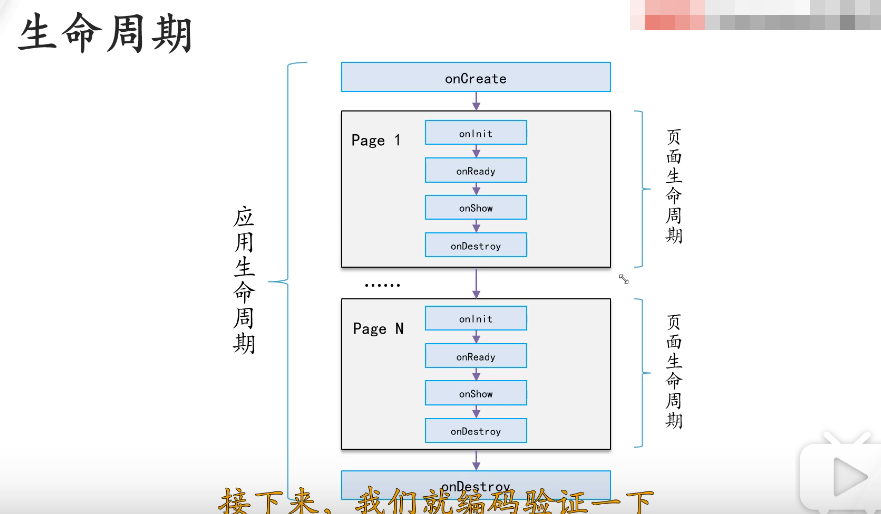 生命周期
onCreate
Page 1
onInit
onReady
onShow
onDestroy
页面生命周期
应用生命周期
......
Page N
onInit
onReady
onShow
onDestroy
页面生命周期
onDestroy
接下来，我们就编码验证一下